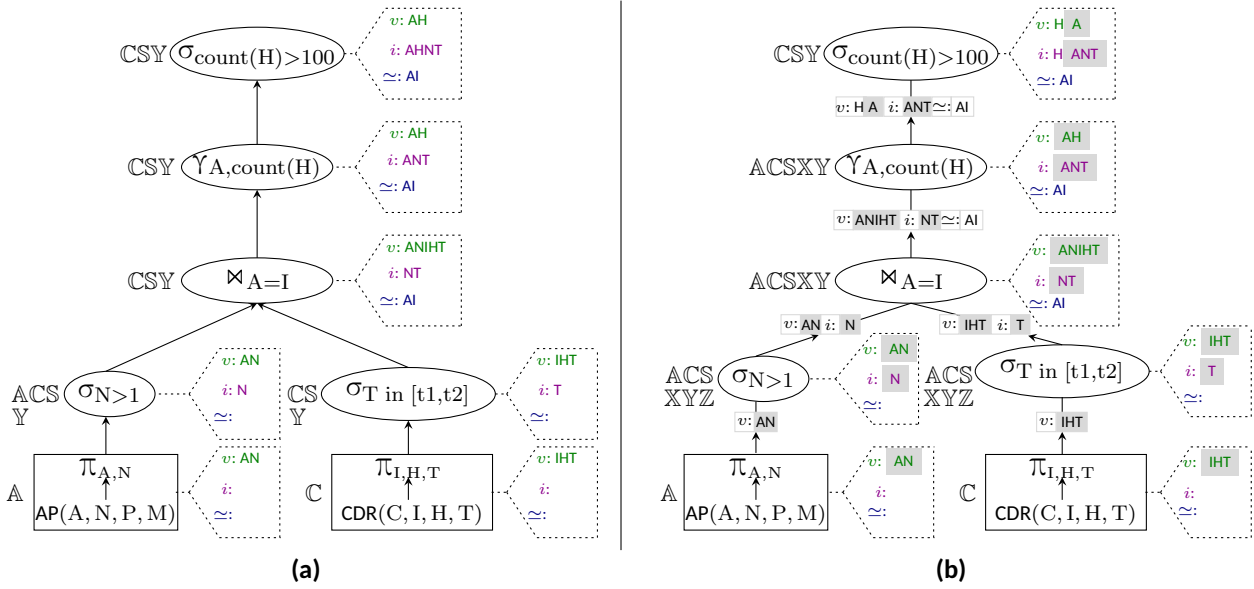 ℂSY σcount(H)>100
v: AH
i: AHNT
≃: AI
ℂSY γA,count(H)
v: AH
i: ANT
≃: AI
ℂSY ⋈A=I
v: ANIHT
i: NT
≃: AI
𝔸ℂS
Y
σN>1
v: AN
i: N
≃:
ℂS
Y
σT in [t1,t2]
v: IHT
i: T
≃:
𝔸
πA,N
AP(A, N, P, M)
v: AN
i:
≃:
ℂ
πI,H,T
CDR(C, I, H, T)
v: IHT
i:
≃:
(a)
ℂSY σcount(H)>100
v: H A
i: H ANT
≃: AI
v: H A i: ANT ≃: AI
𝔸ℂSXY γA,count(H)
v: AH
i: ANT
≃: AI
v: ANIHT i: NT ≃: AI
𝔸ℂSXY ⋈A=I
v: ANIHT
i: NT
≃: AI
v: AN i: N
v: IHT i: T
𝔸ℂS
XYZ
σN>1
v: AN
i: N
≃:
𝔸ℂS
XYZ
σT in [t1,t2]
v: IHT
i: T
≃:
v: AN
v: IHT
𝔸
πA,N
AP(A, N, P, M)
v: AN
i:
≃:
ℂ
πI,H,T
CDR(C, I, H, T)
v: IHT
i:
≃:
(b)